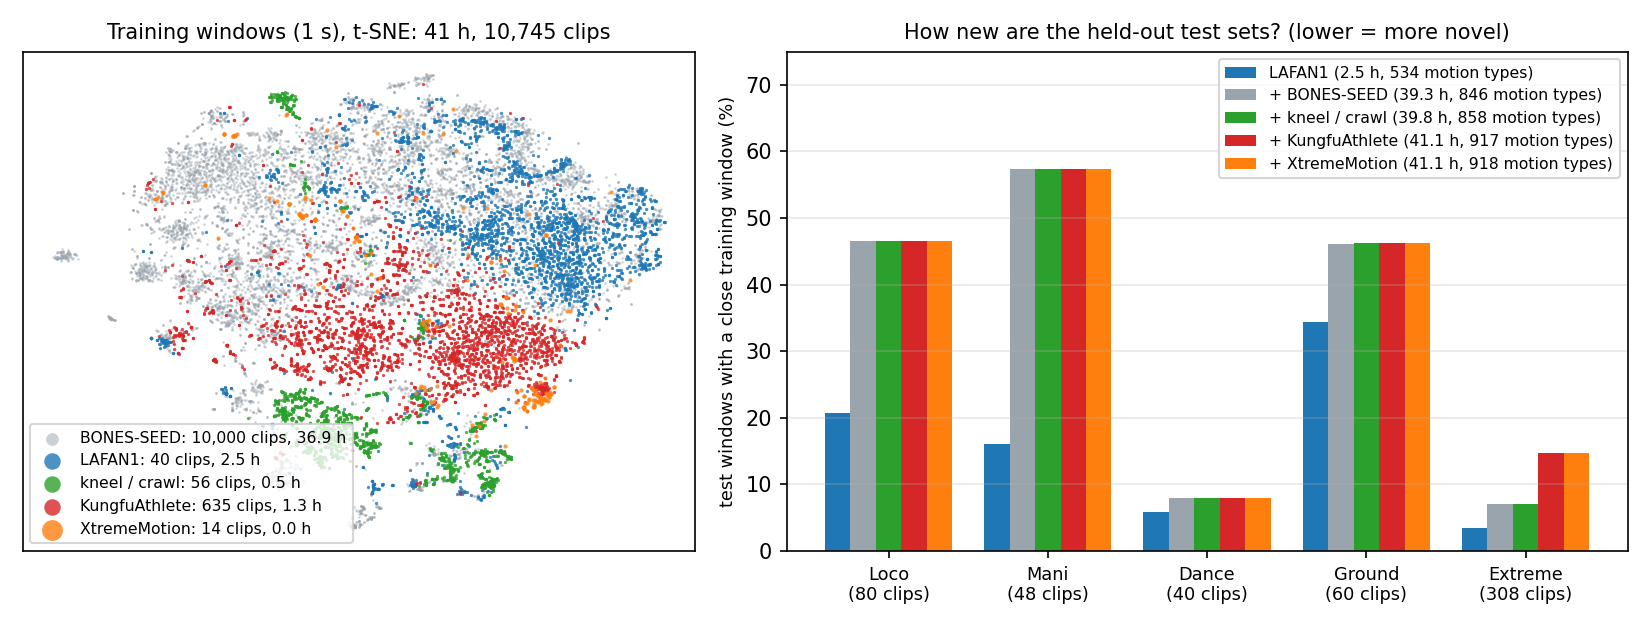 Training windows (1 s), t-SNE: 41 h, 10,745 clips
BONES-SEED: 10,000 clips, 36.9 h
LAFAN1: 40 clips, 2.5 h
kneel / crawl: 56 clips, 0.5 h
KungfuAthlete: 635 clips, 1.3 h
XtremeMotion: 14 clips, 0.0 h
How new are the held-out test sets? (lower = more novel)
test windows with a close training window (%)
70
60
50
40
30
20
10
0
LAFAN1 (2.5 h, 534 motion types)
+ BONES-SEED (39.3 h, 846 motion types)
+ kneel / crawl (39.8 h, 858 motion types)
+ KungfuAthlete (41.1 h, 917 motion types)
+ XtremeMotion (41.1 h, 918 motion types)
Loco
(80 clips)
Mani
(48 clips)
Dance
(40 clips)
Ground
(60 clips)
Extreme
(308 clips)